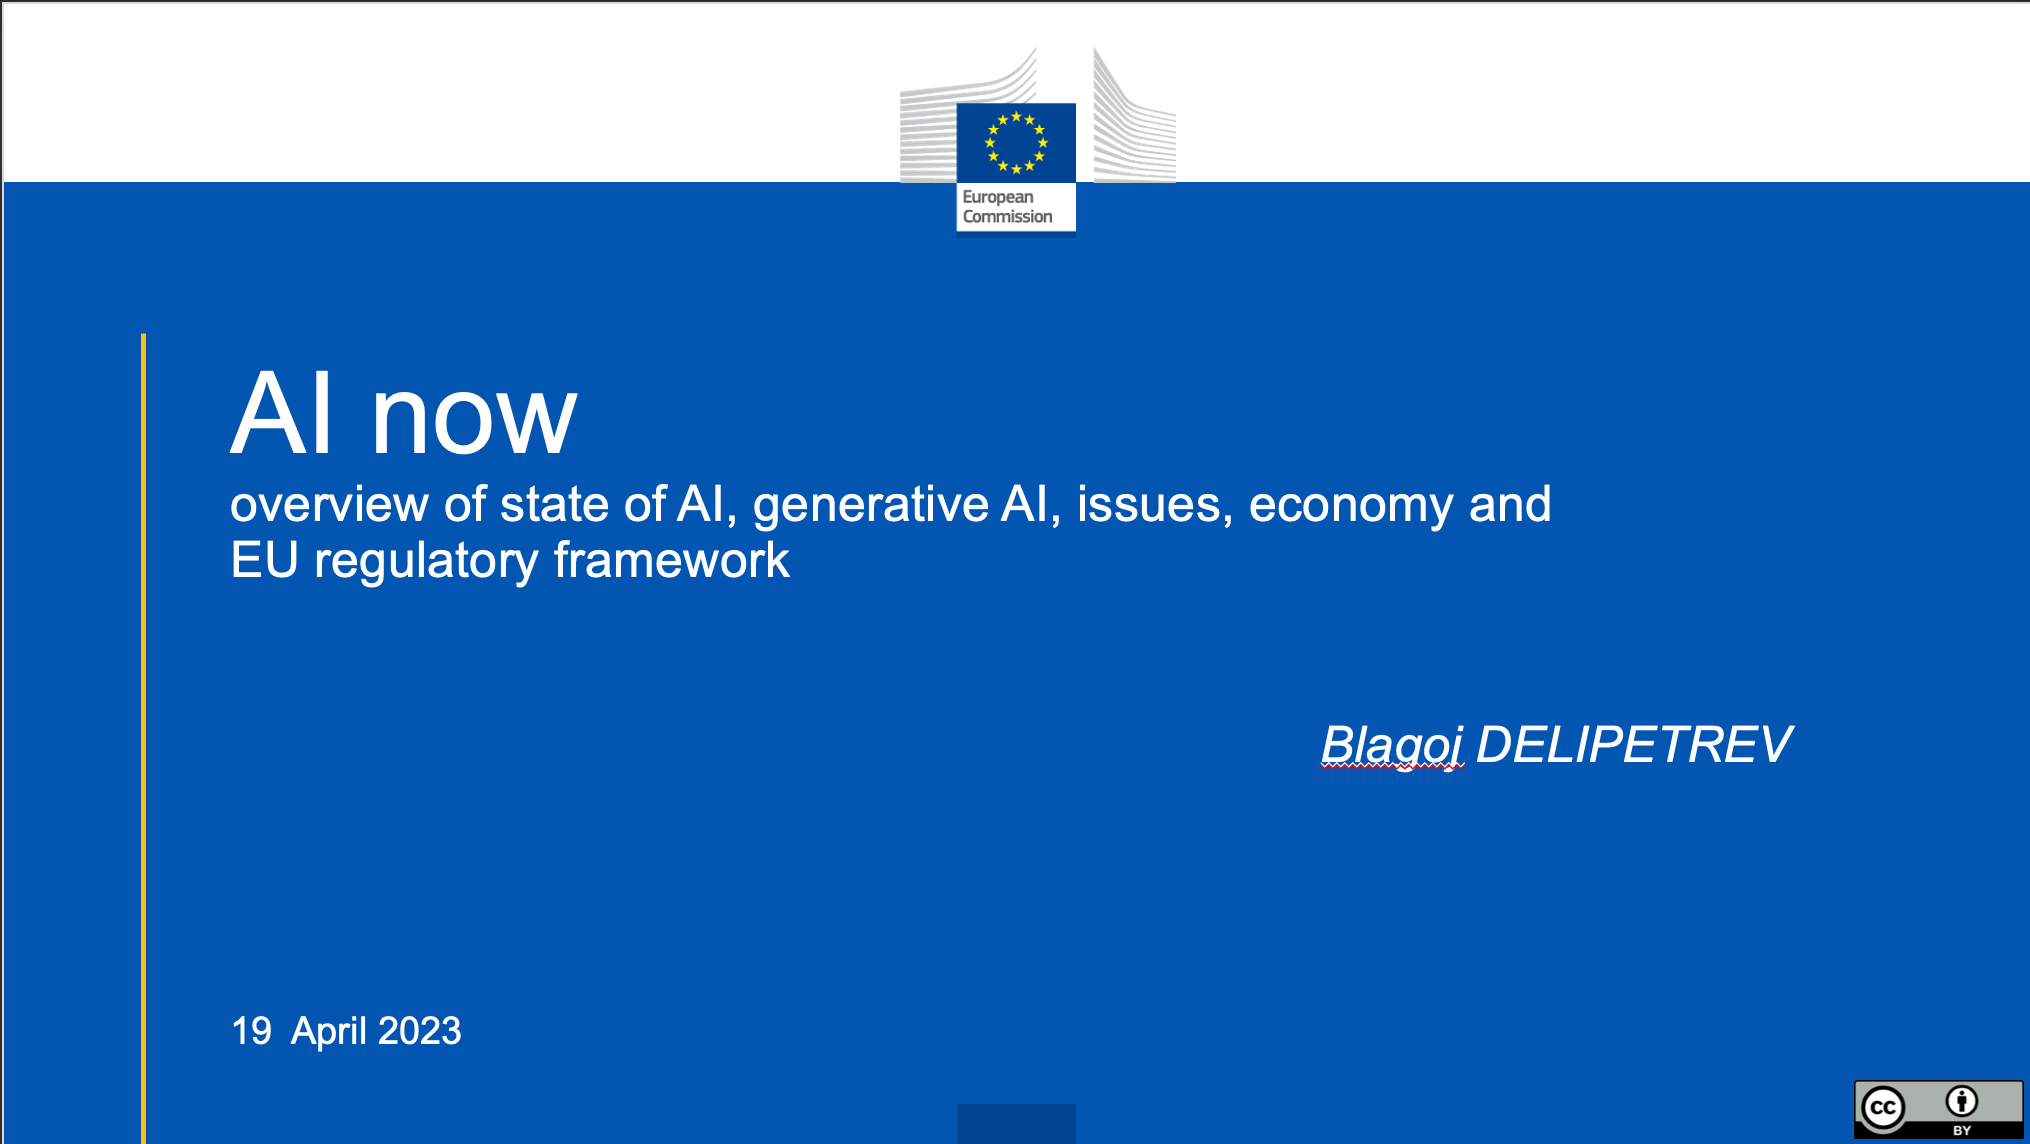 European
Commission
AI now
overview of state of AI, generative AI, issues, economy and
EU regulatory framework
Blagoj DELIPETREV
19 April 2023
cc
BY